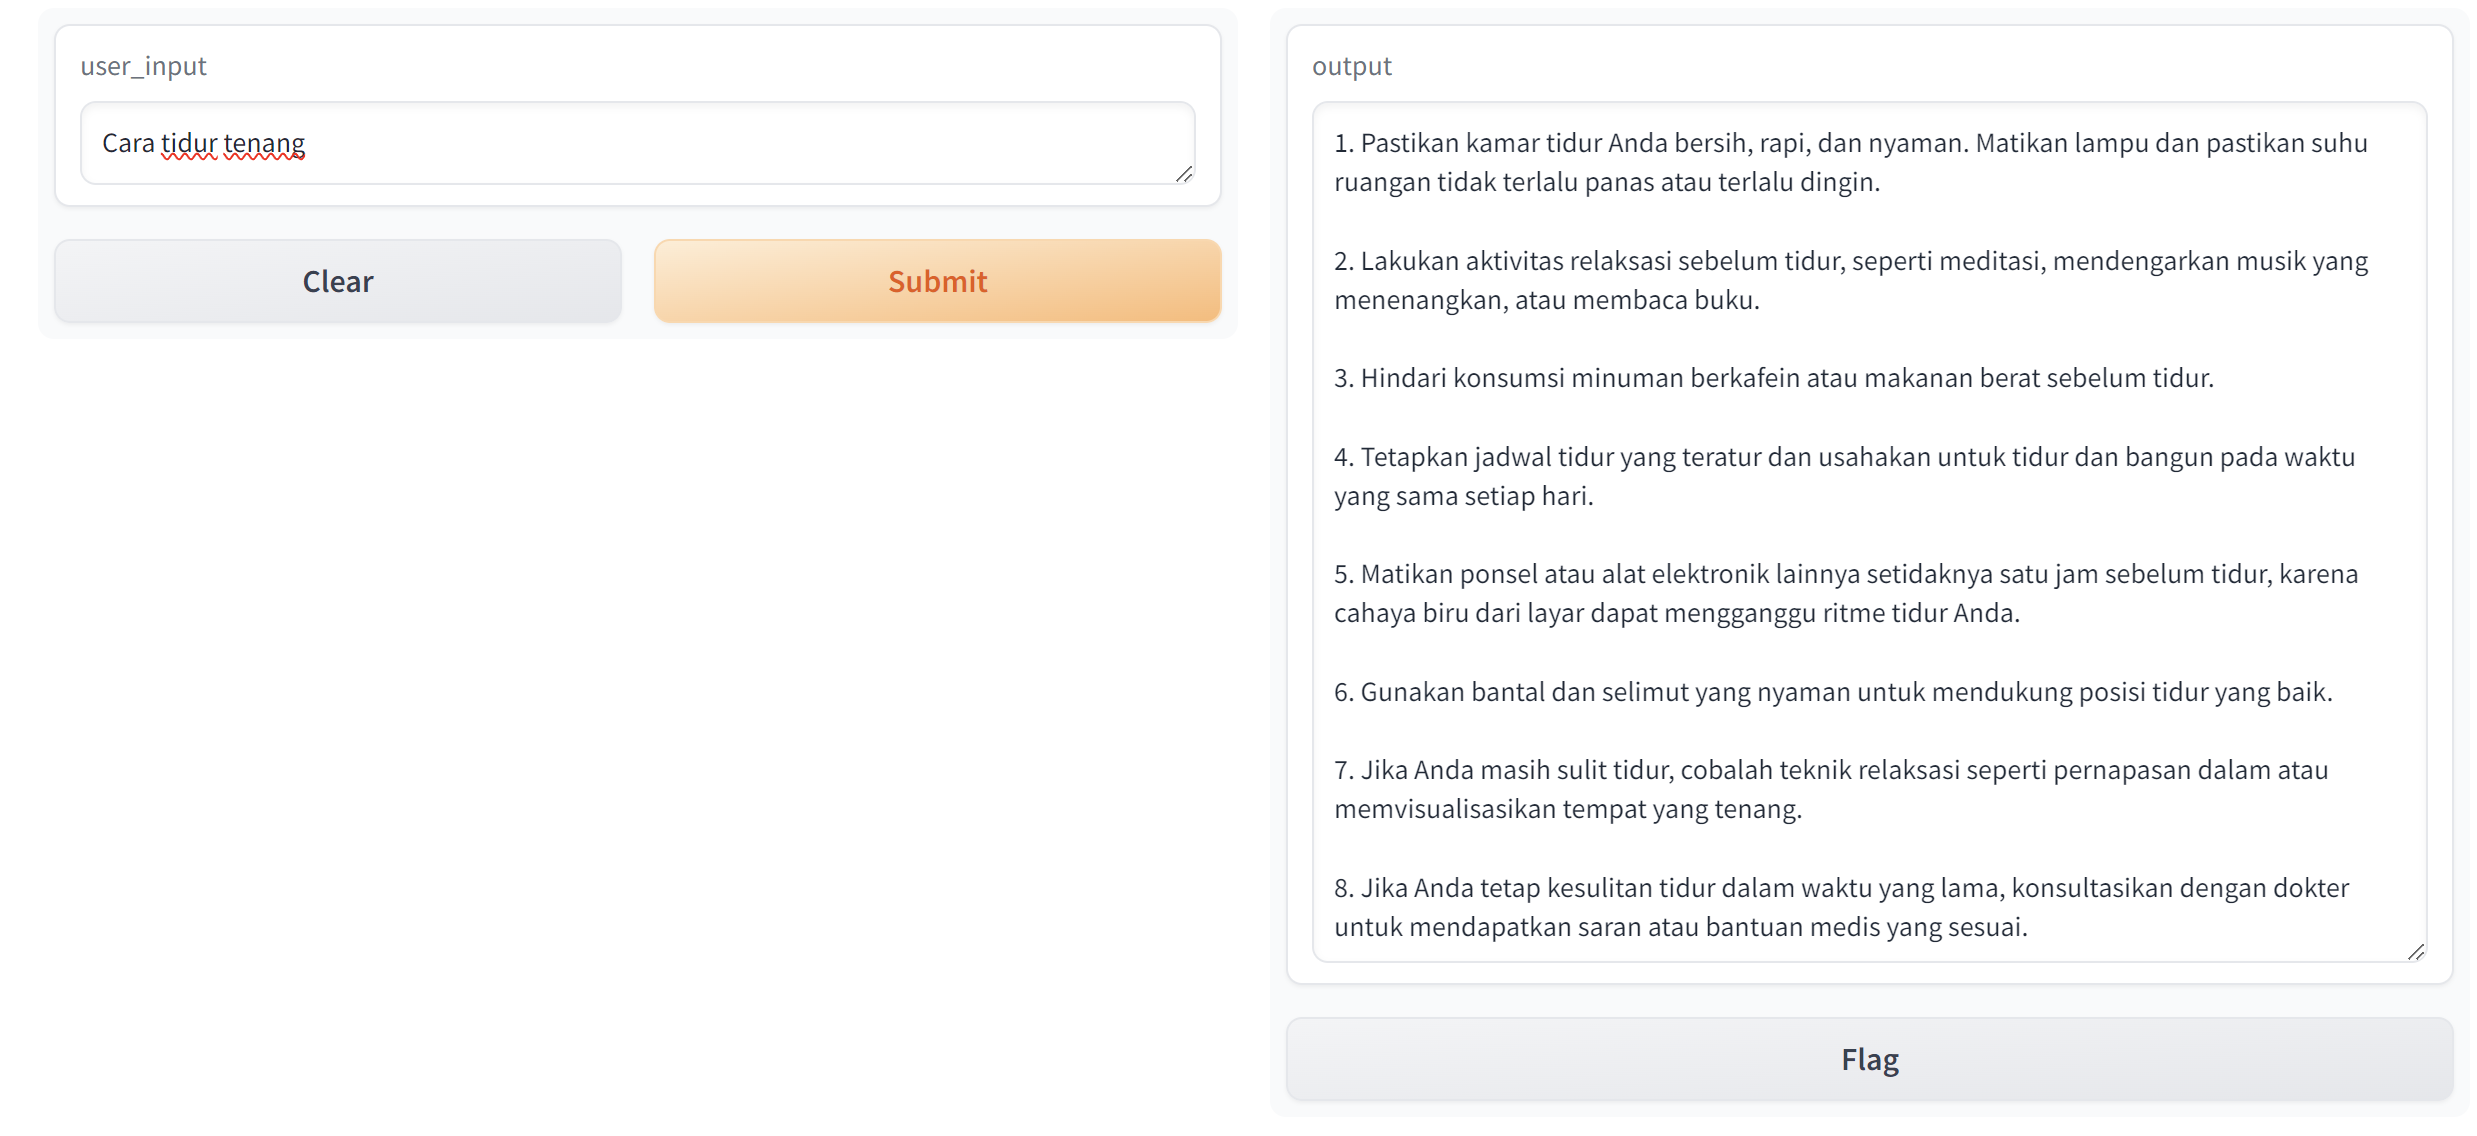 user_input
Cara tidur tenang
Clear
Submit
output
1. Pastikan kamar tidur Anda bersih, rapi, dan nyaman. Matikan lampu dan pastikan suhu
ruangan tidak terlalu panas atau terlalu dingin.
2. Lakukan aktivitas relaksasi sebelum tidur, seperti meditasi, mendengarkan musik yang
menenangkan, atau membaca buku.
3. Hindari konsumsi minuman berkafein atau makanan berat sebelum tidur.
4. Tetapkan jadwal tidur yang teratur dan usahakan untuk tidur dan bangun pada waktu
yang sama setiap hari.
5. Matikan ponsel atau alat elektronik lainnya setidaknya satu jam sebelum tidur, karena
cahaya biru dari layar dapat mengganggu ritme tidur Anda.
6. Gunakan bantal dan selimut yang nyaman untuk mendukung posisi tidur yang baik.
7. Jika Anda masih sulit tidur, cobalah teknik relaksasi seperti pernapasan dalam atau
memvisualisasikan tempat yang tenang.
8. Jika Anda tetap kesulitan tidur dalam waktu yang lama, konsultasikan dengan dokter
untuk mendapatkan saran atau bantuan medis yang sesuai.
Flag